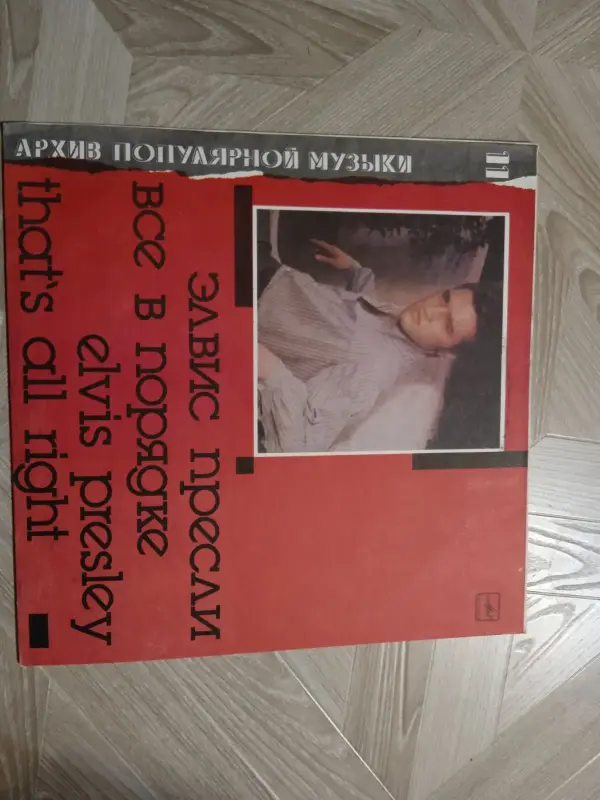 АРХИВ ПОПУЛЯРНОЙ МУЗЫКИ 11
элвис пресли
все в порядке
elvis presley
that's all right